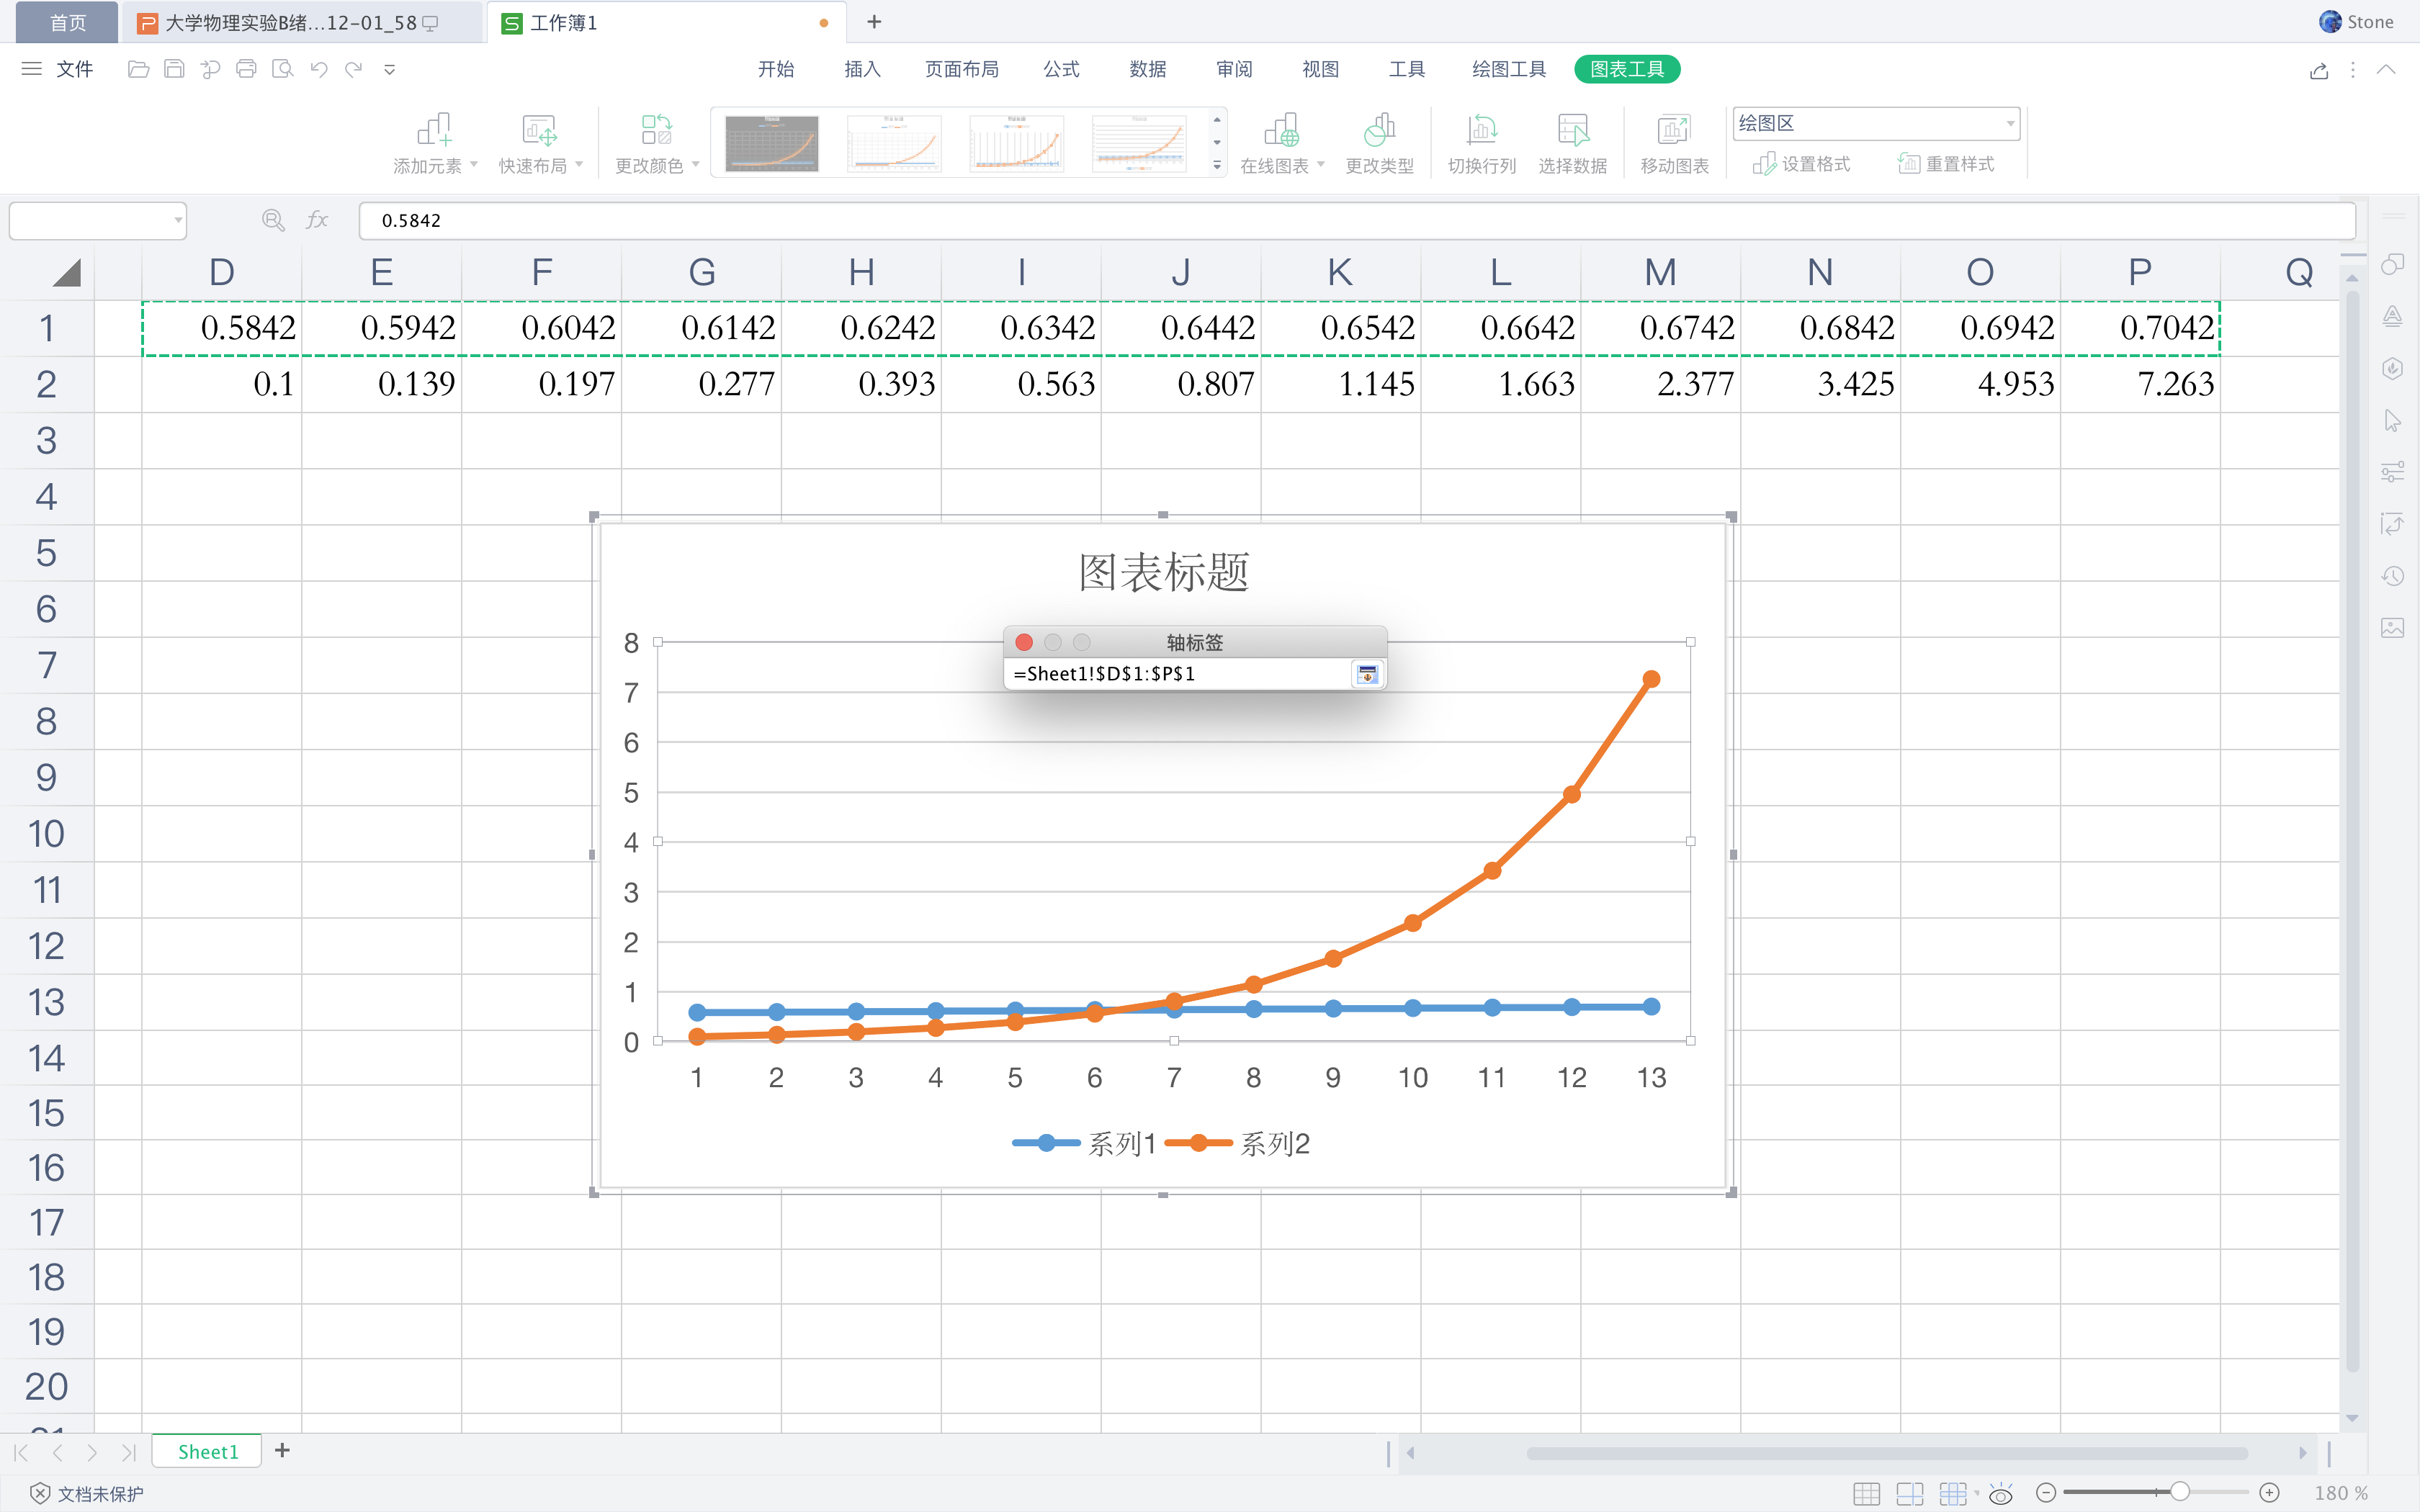 首页 大学物理实验B绪...12-01_58 工作簿1 Stone
文件 开始 插入 页面布局 公式 数据 审阅 视图 工具 绘图工具 图表工具
添加元素 快速布局 更改颜色 在线图表 更改类型 切换行列 选择数据 移动图表 绘图区 设置格式 重置样式
fx 0.5842
D E F G H I J K L M N O P Q
1 0.5842 0.5942 0.6042 0.6142 0.6242 0.6342 0.6442 0.6542 0.6642 0.6742 0.6842 0.6942 0.7042
2 0.1 0.139 0.197 0.277 0.393 0.563 0.807 1.145 1.663 2.377 3.425 4.953 7.263
3
4
5
6
7
8
9
10
11
12
13
14
15
16
17
18
19
20
21
图表标题
轴标签
=Sheet1!$D$1:$P$1
8
7
6
5
4
3
2
1
0
1 2 3 4 5 6 7 8 9 10 11 12 13
系列1 系列2
Sheet1
文档未保护 180 %